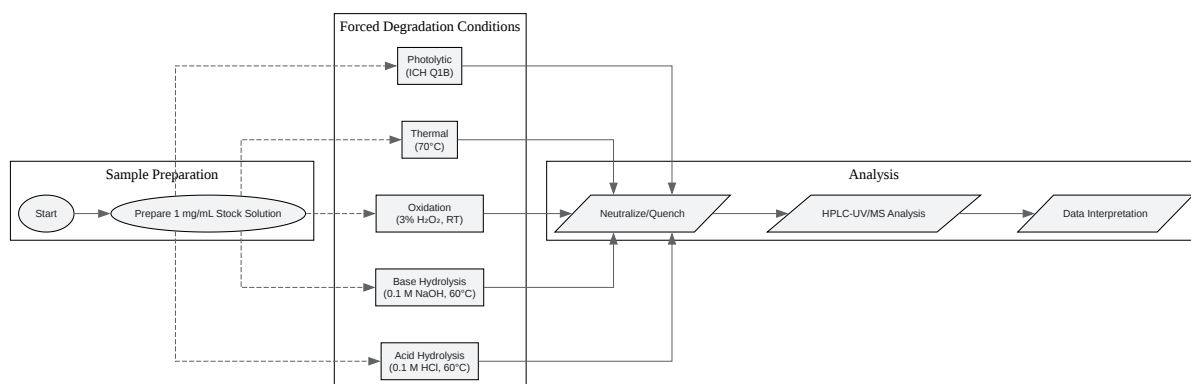 Forced Degradation Conditions
Photolytic
(ICH Q1B)
Thermal
(70°C)
Sample Preparation
Start
Prepare 1 mg/mL Stock Solution
Oxidation
(3% H₂O₂, RT)
Base Hydrolysis
(0.1 M NaOH, 60°C)
Acid Hydrolysis
(0.1 M HCl, 60°C)
Analysis
Neutralize/Quench
HPLC-UV/MS Analysis
Data Interpretation